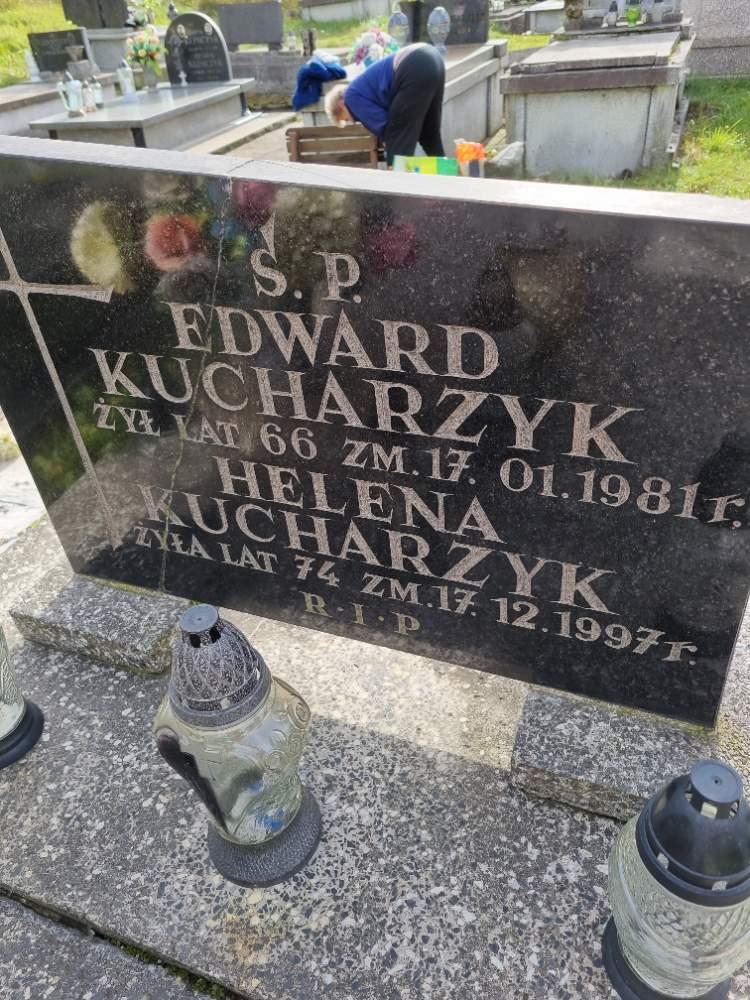 Ś. P.
EDWARD
KUCHARZYK
ŻYŁ LAT 66 ZM. 17. 01. 1981 r.
HELENA
KUCHARZYK
ŻYŁA LAT 74 ZM. 17. 12. 1997 r.
R · I · P